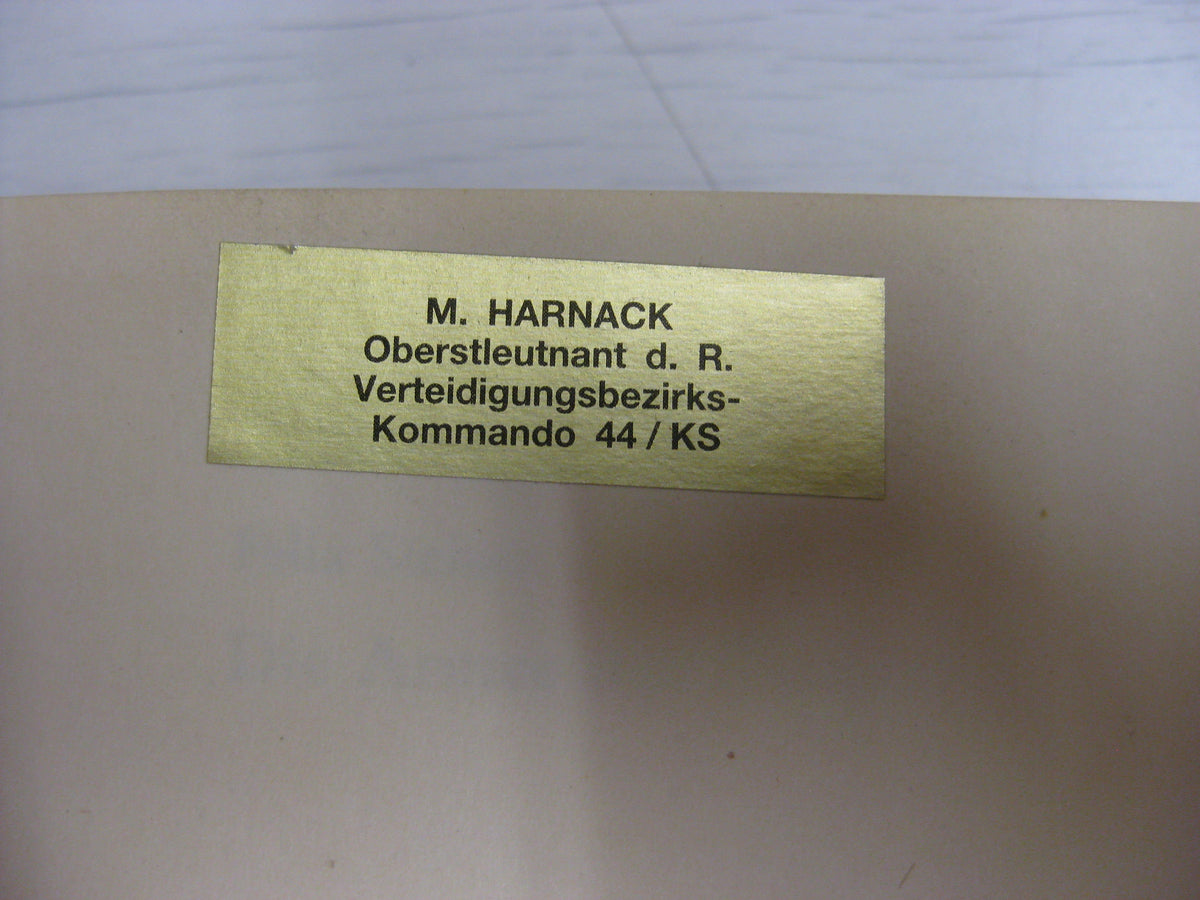 M. HARNACK
Oberstleutnant d. R.
Verteidigungsbezirks-
Kommando 44 / KS